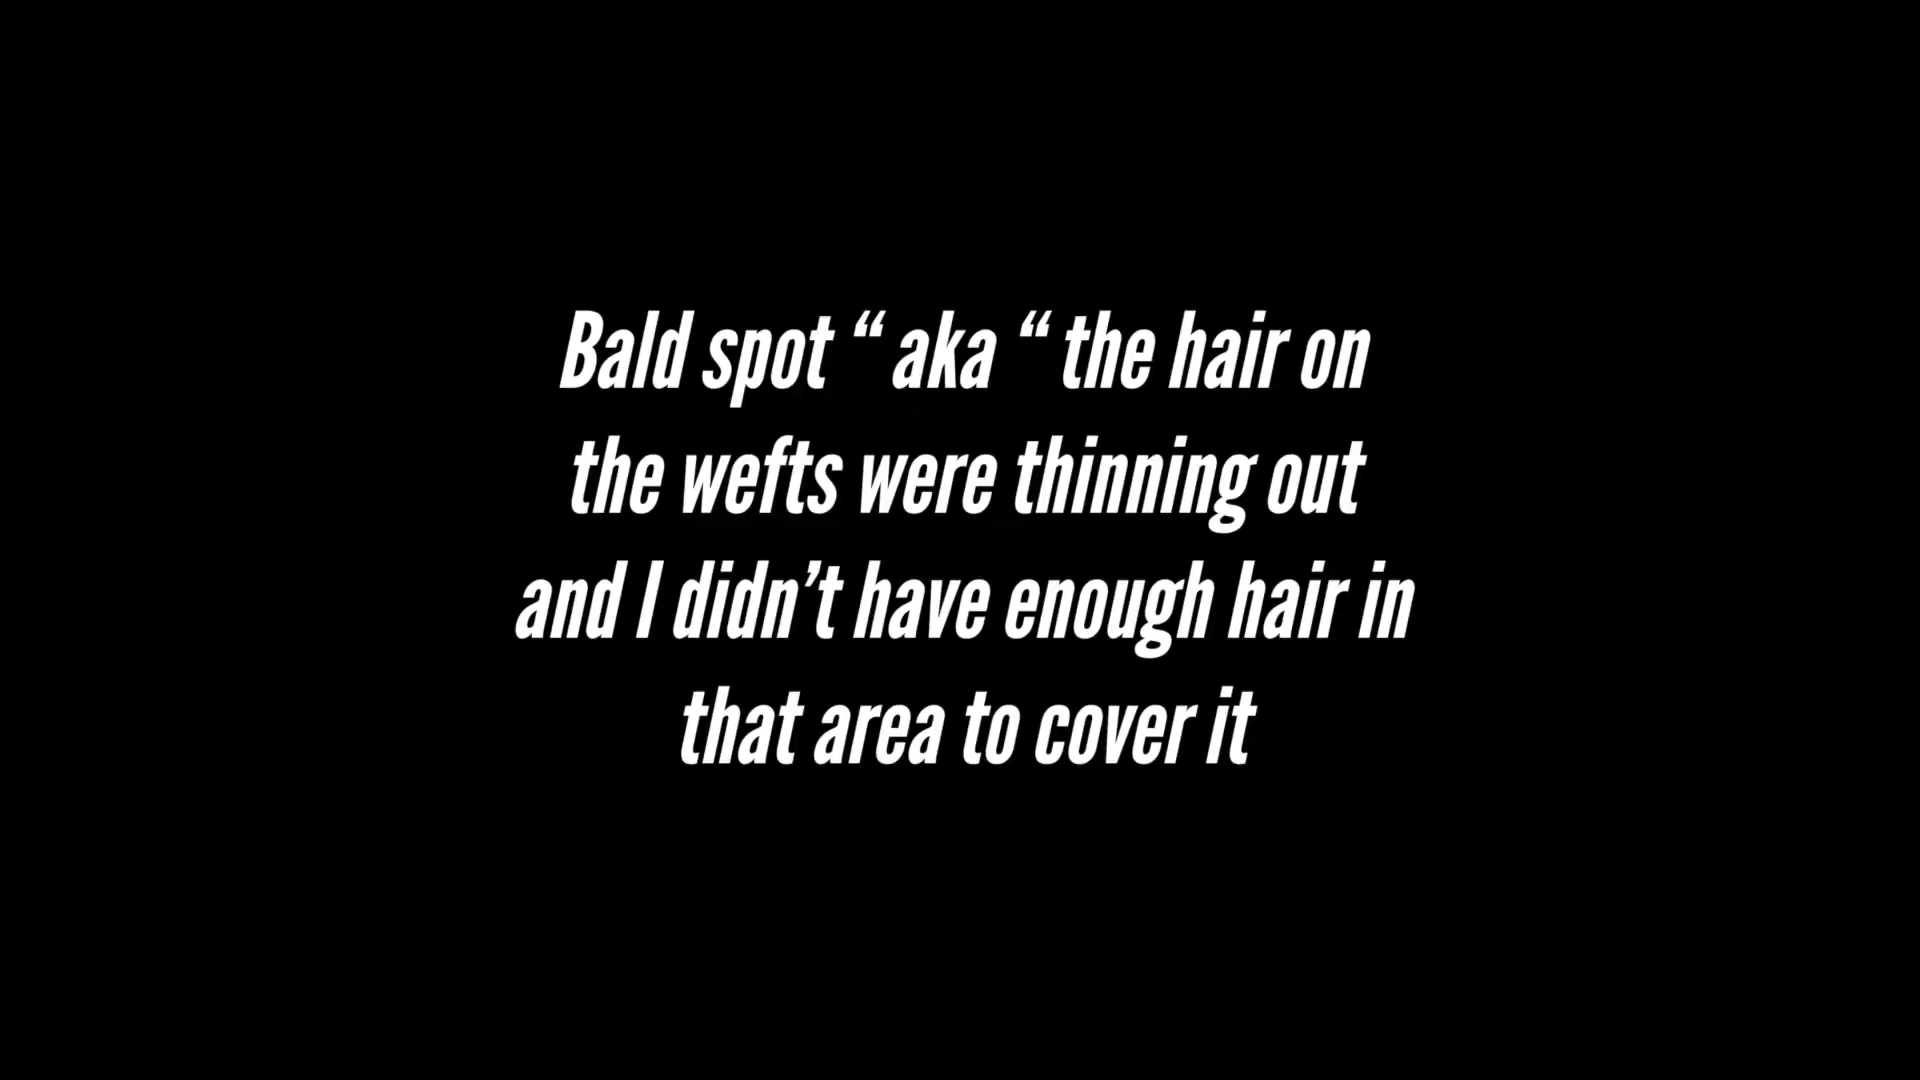 Bald spot “ aka “ the hair on
the wefts were thinning out
and I didn’t have enough hair in
that area to cover it